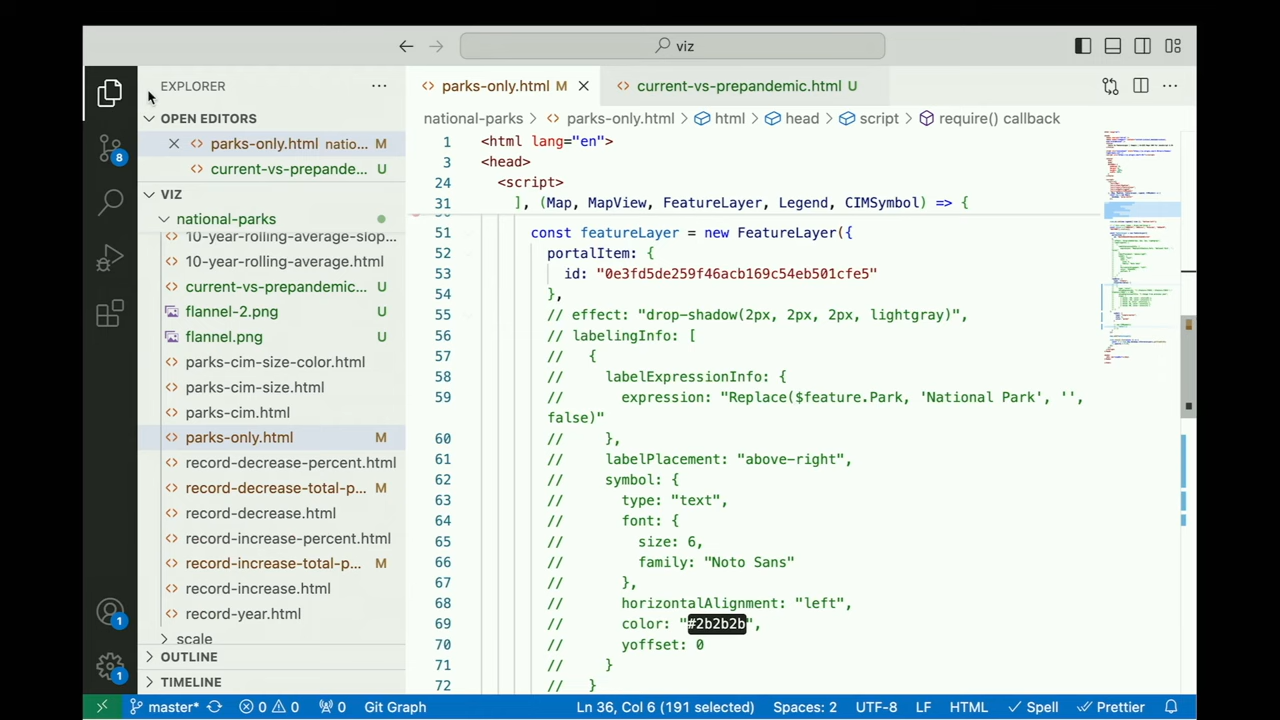 viz
EXPLORER
OPEN EDITORS
parks-only.html natio... M
current-vs-prepande... U
VIZ
national-parks
10-year-rolling-average-slop...
10-year-rolling-average.html
current-vs-prepandemic... U
flannel-2.png U
flannel.png U
parks-cim-size-color.html
parks-cim-size.html
parks-cim.html
parks-only.html M
record-decrease-percent.html
record-decrease-total-p... M
record-decrease.html
record-increase-percent.html
record-increase-total-p... M
record-increase.html
record-year.html
scale
OUTLINE
TIMELINE
8
1
1
parks-only.html M
current-vs-prepandemic.html U
national-parks > parks-only.html > html > head > script > require() callback
1 <html lang="en">
3 <head>
24 <script>
31 ], (Map, MapView, FeatureLayer, Legend, CIMSymbol) => {
51 const featureLayer = new FeatureLayer({
52 portalItem: {
53 id: "0e3fd5de259f46acb169c54eb501cfe5"
54 },
55 // effect: "drop-shadow(2px, 2px, 2px, lightgray)",
56 // labelingInfo: [
57 // {
58 // labelExpressionInfo: {
59 // expression: "Replace($feature.Park, 'National Park', '',
false)"
60 // },
61 // labelPlacement: "above-right",
62 // symbol: {
63 // type: "text",
64 // font: {
65 // size: 6,
66 // family: "Noto Sans"
67 // },
68 // horizontalAlignment: "left",
69 // color: "#2b2b2b",
70 // yoffset: 0
71 // }
72 // }
master* 0 0 0 Git Graph Ln 36, Col 6 (191 selected) Spaces: 2 UTF-8 LF HTML Spell Prettier